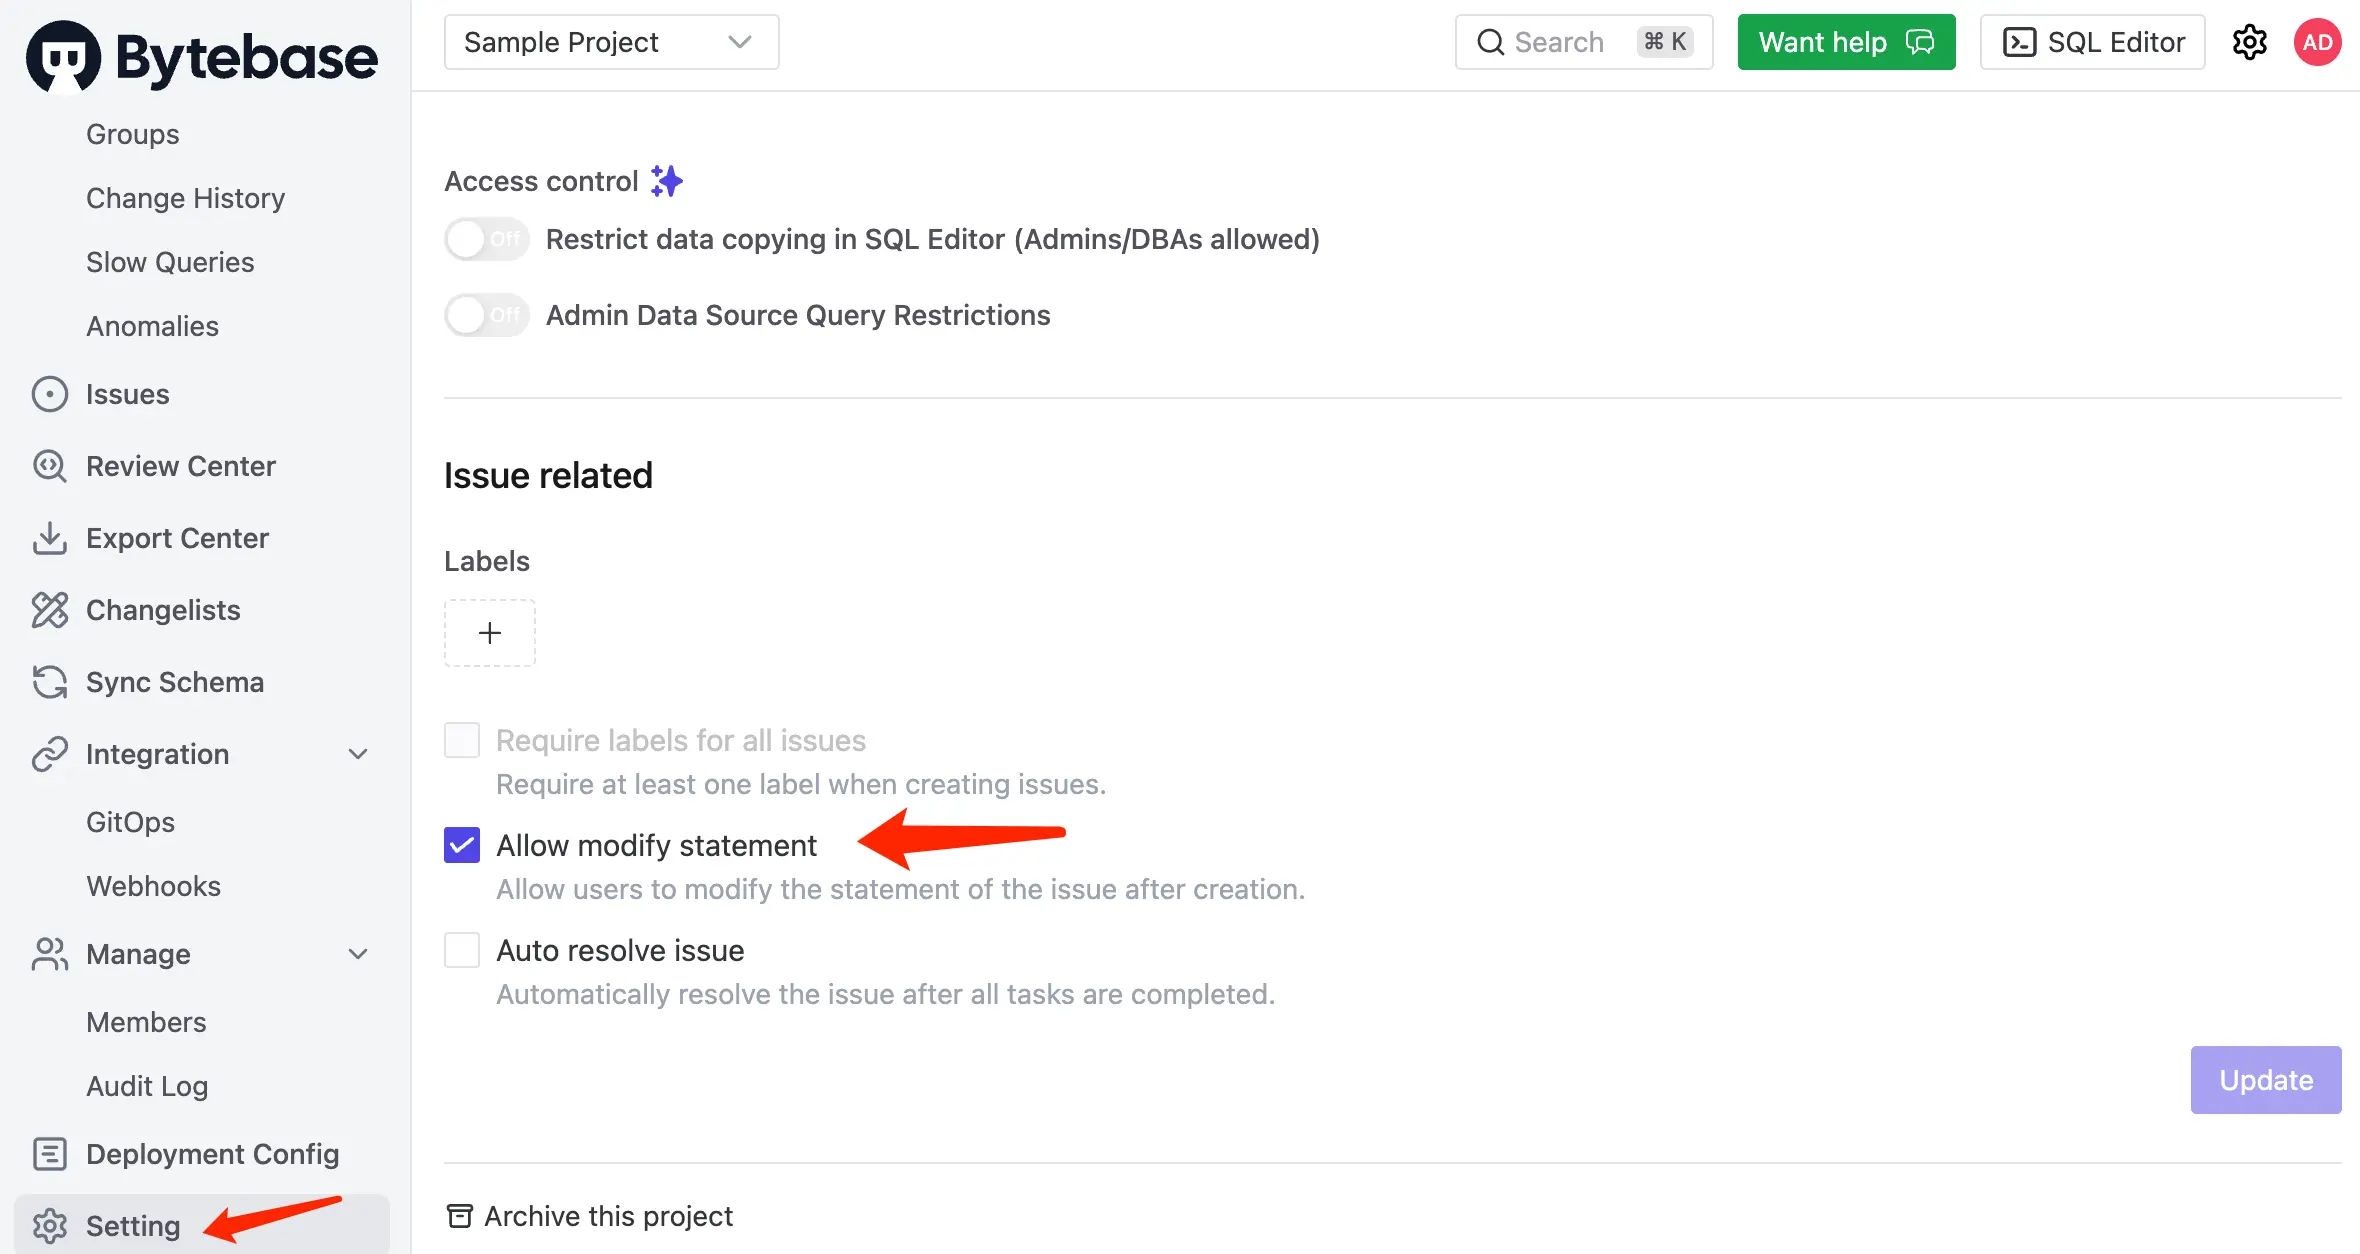 Bytebase
Groups
Change History
Slow Queries
Anomalies
Issues
Review Center
Export Center
Changelists
Sync Schema
Integration
GitOps
Webhooks
Manage
Members
Audit Log
Deployment Config
Setting
Sample Project
Search ⌘ K
Want help
SQL Editor
AD
Access control
Off Restrict data copying in SQL Editor (Admins/DBAs allowed)
Off Admin Data Source Query Restrictions
Issue related
Labels
+
Require labels for all issues
Require at least one label when creating issues.
Allow modify statement
Allow users to modify the statement of the issue after creation.
Auto resolve issue
Automatically resolve the issue after all tasks are completed.
Update
Archive this project